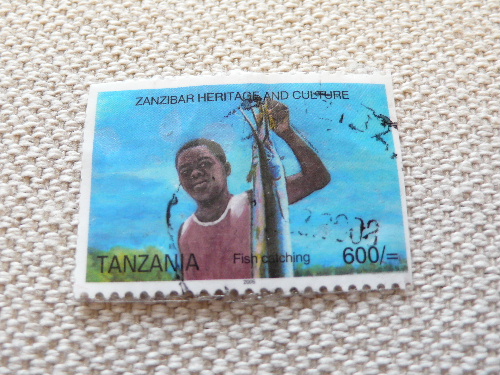 ZANZIBAR HERITAGE AND CULTURE
TANZANIA
Fish catching
600/=